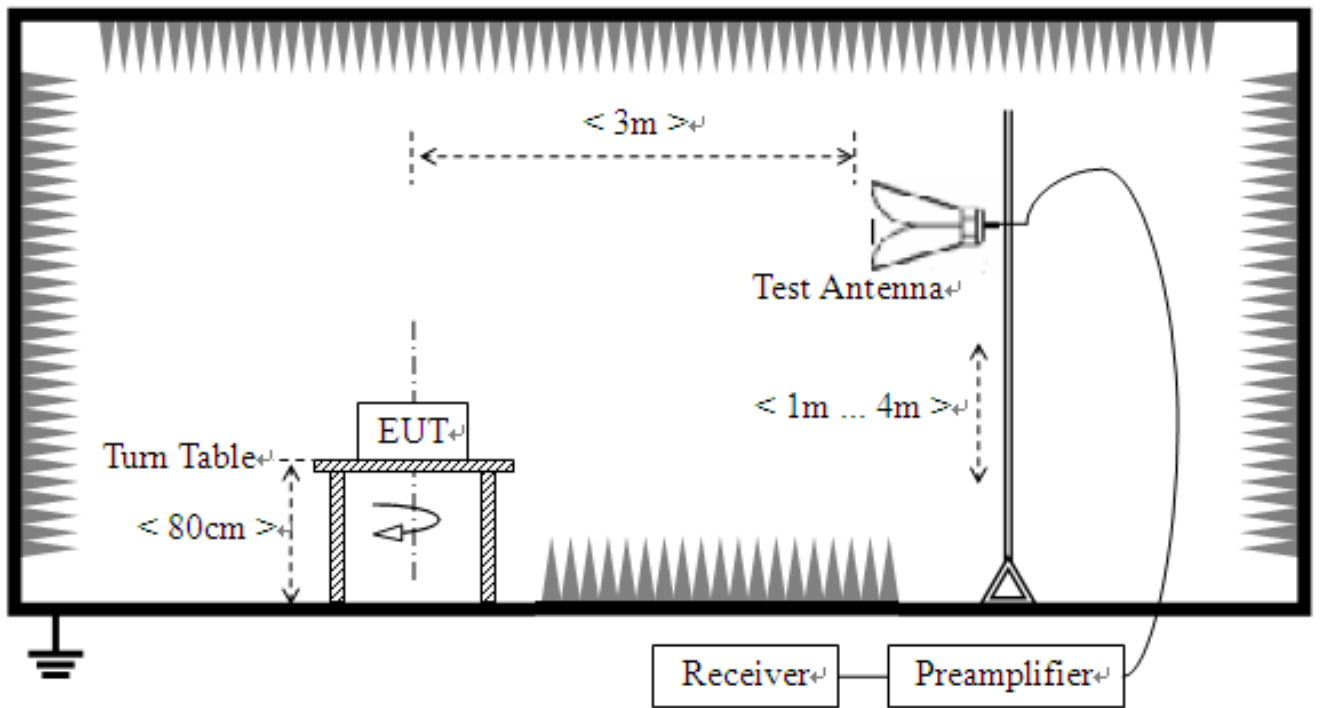 < 3m >↵
Test Antenna↵
< 1m ... 4m >↵
EUT↵
Turn Table↵
< 80cm >↵
Receiver↵
Preamplifier↵